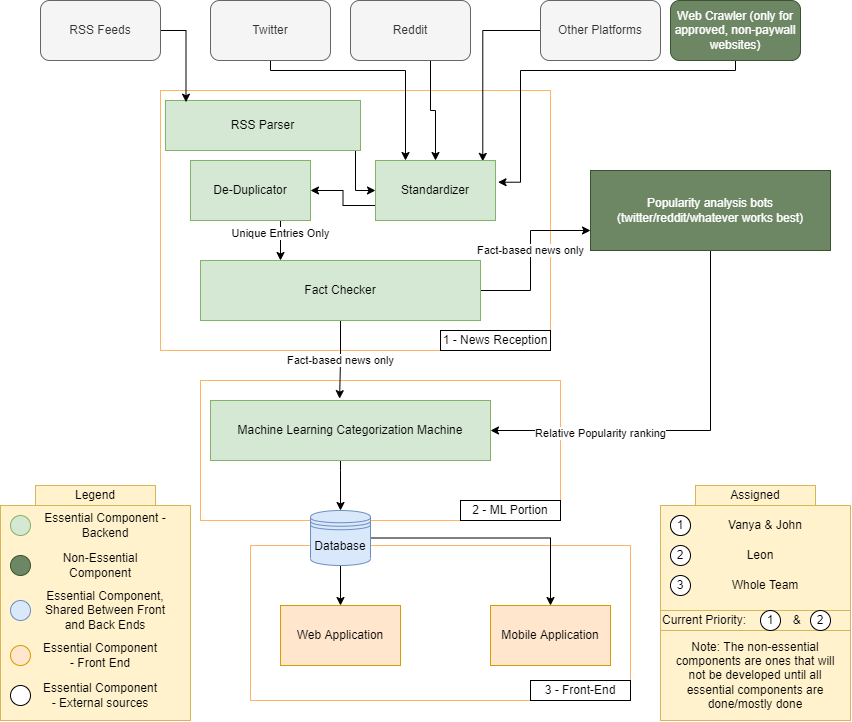 RSS Feeds
Twitter
Reddit
Other Platforms
Web Crawler (only for
approved, non-paywall
websites)
RSS Parser
De-Duplicator
Standardizer
Popularity analysis bots
(twitter/reddit/whatever works best)
Unique Entries Only
Fact-based news only
Fact Checker
1 - News Reception
Fact-based news only
Machine Learning Categorization Machine
Relative Popularity ranking
2 - ML Portion
Database
Web Application
Mobile Application
3 - Front-End
Legend
Essential Component -
Backend
Non-Essential
Component
Essential Component,
Shared Between Front
and Back Ends
Essential Component
- Front End
Essential Component
- External sources
Assigned
1 Vanya & John
2 Leon
3 Whole Team
Current Priority: 1 & 2
Note: The non-essential
components are ones that will
not be developed until all
essential components are
done/mostly done